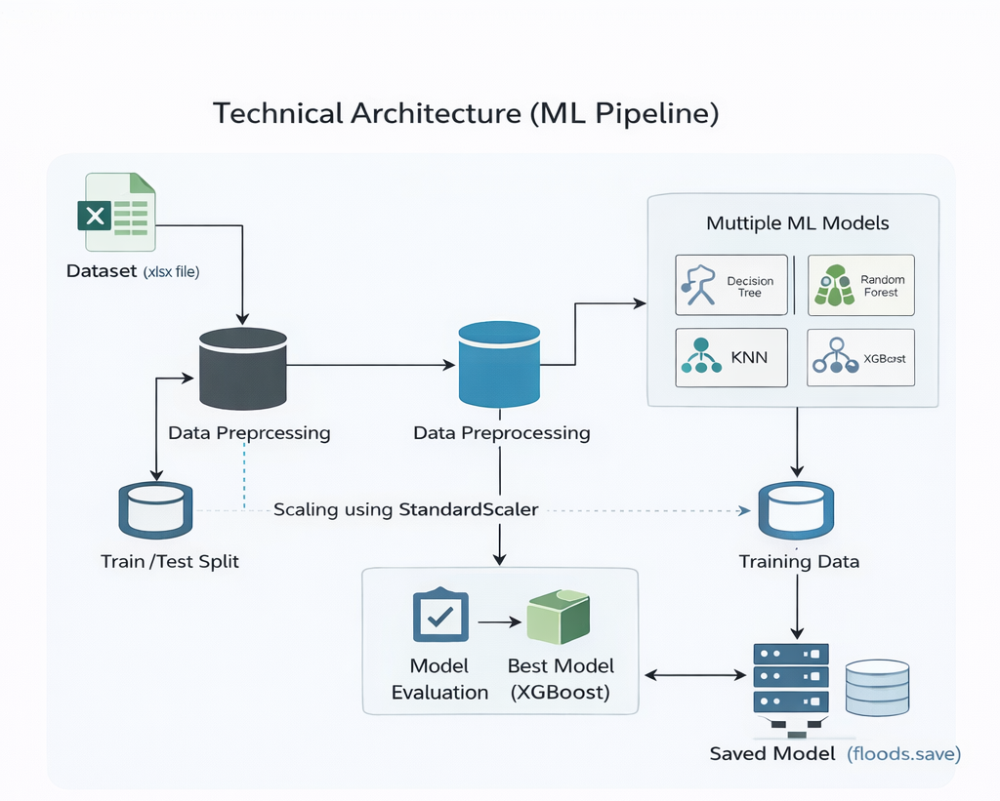 Technical Architecture (ML Pipeline)
Dataset (xlsx file)
Muttiple ML Models
Decision
Tree
Random
Forest
KNN
XGBcst
Data Preprcessing
Data Preprocessing
Scaling using StandardScaler
Train /Test Split
Training Data
Model
Evaluation
Best Model
(XGBoost)
Saved Model (floods.save)